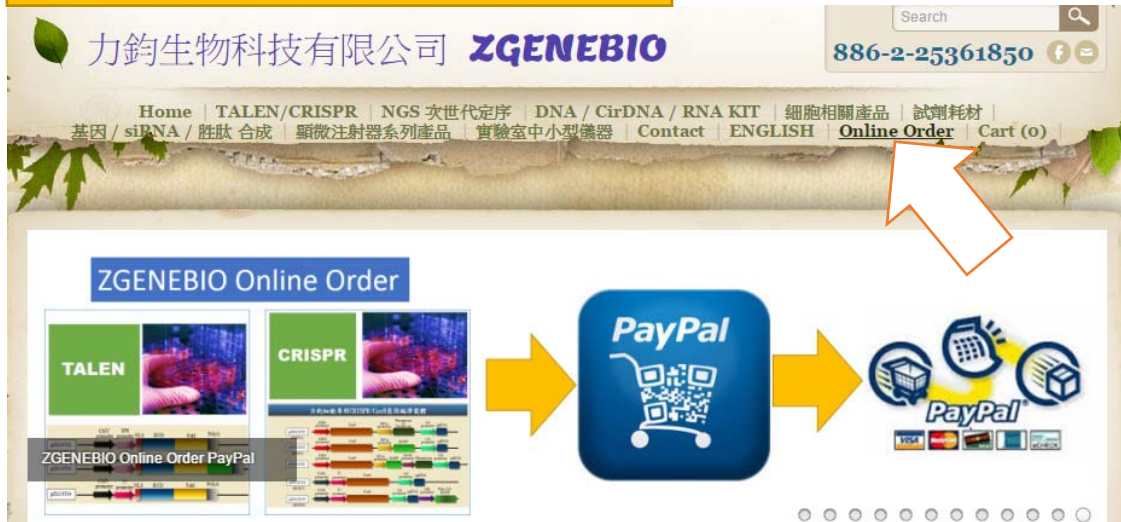 Search
力鈞生物科技有限公司 ZGENEBIO
886-2-25361850
Home | TALEN/CRISPR | NGS 次世代定序 | DNA / CirDNA / RNA KIT | 細胞相關產品 | 試劑耗材 |
基因 / siRNA / 胜肽 合成 | 顯微注射器系列產品 | 實驗室中小型儀器 | Contact | ENGLISH | Online Order | Cart (0) |
ZGENEBIO Online Order
TALEN
CRISPR
PayPal
PayPal
VISA
ZGENEBIO Online Order PayPal